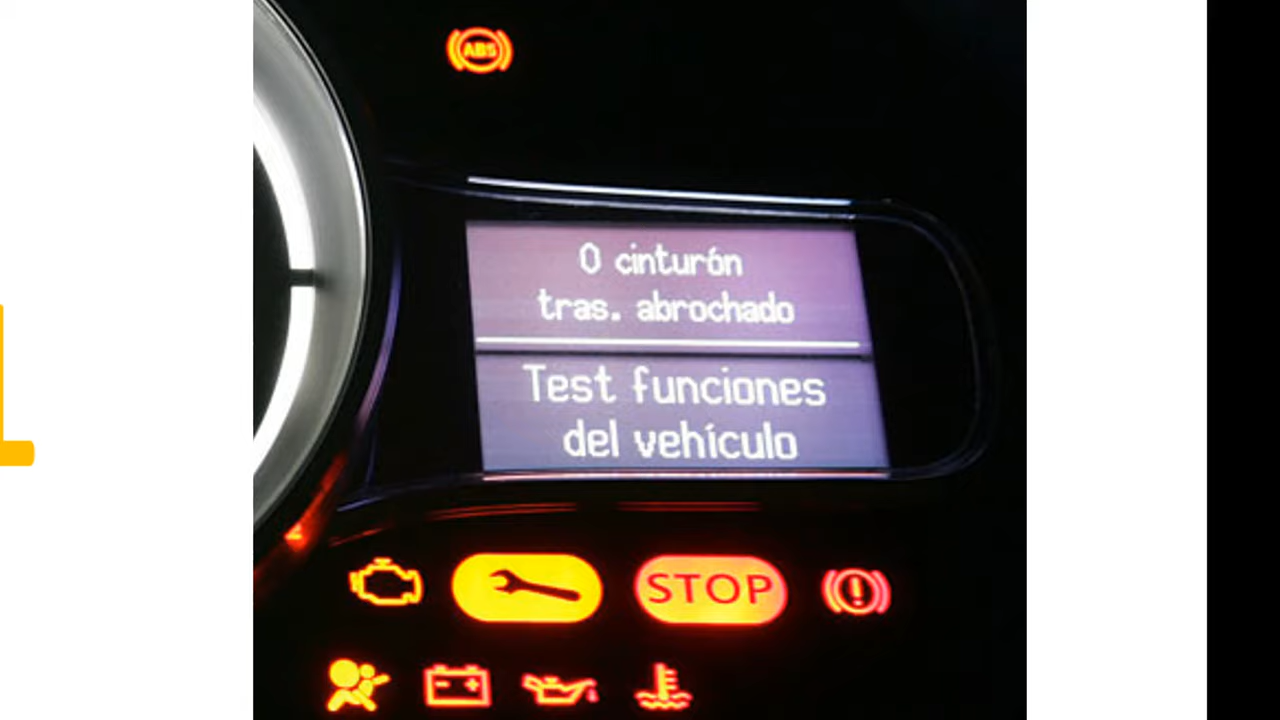 ABS
0 cinturón
tras. abrochado
Test funciones
del vehículo
STOP